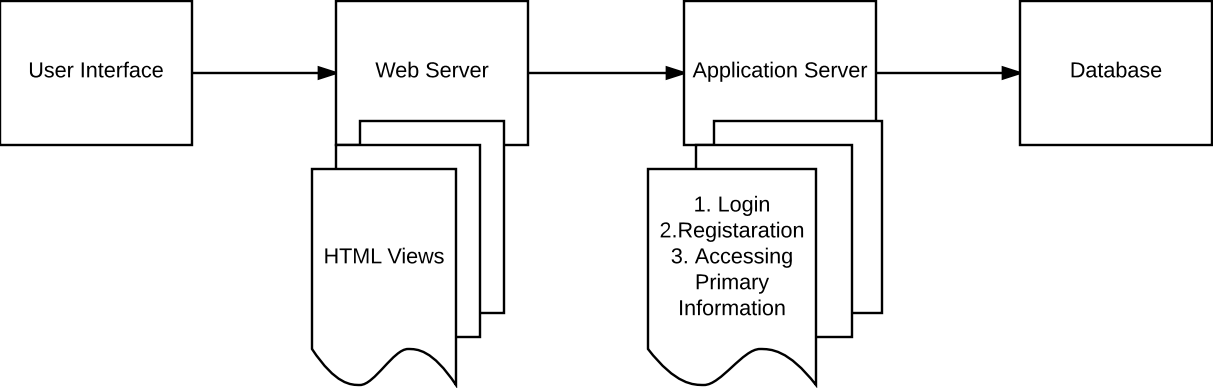 User Interface
Web Server
Application Server
Database
HTML Views
1. Login
2.Registaration
3. Accessing
Primary
Information